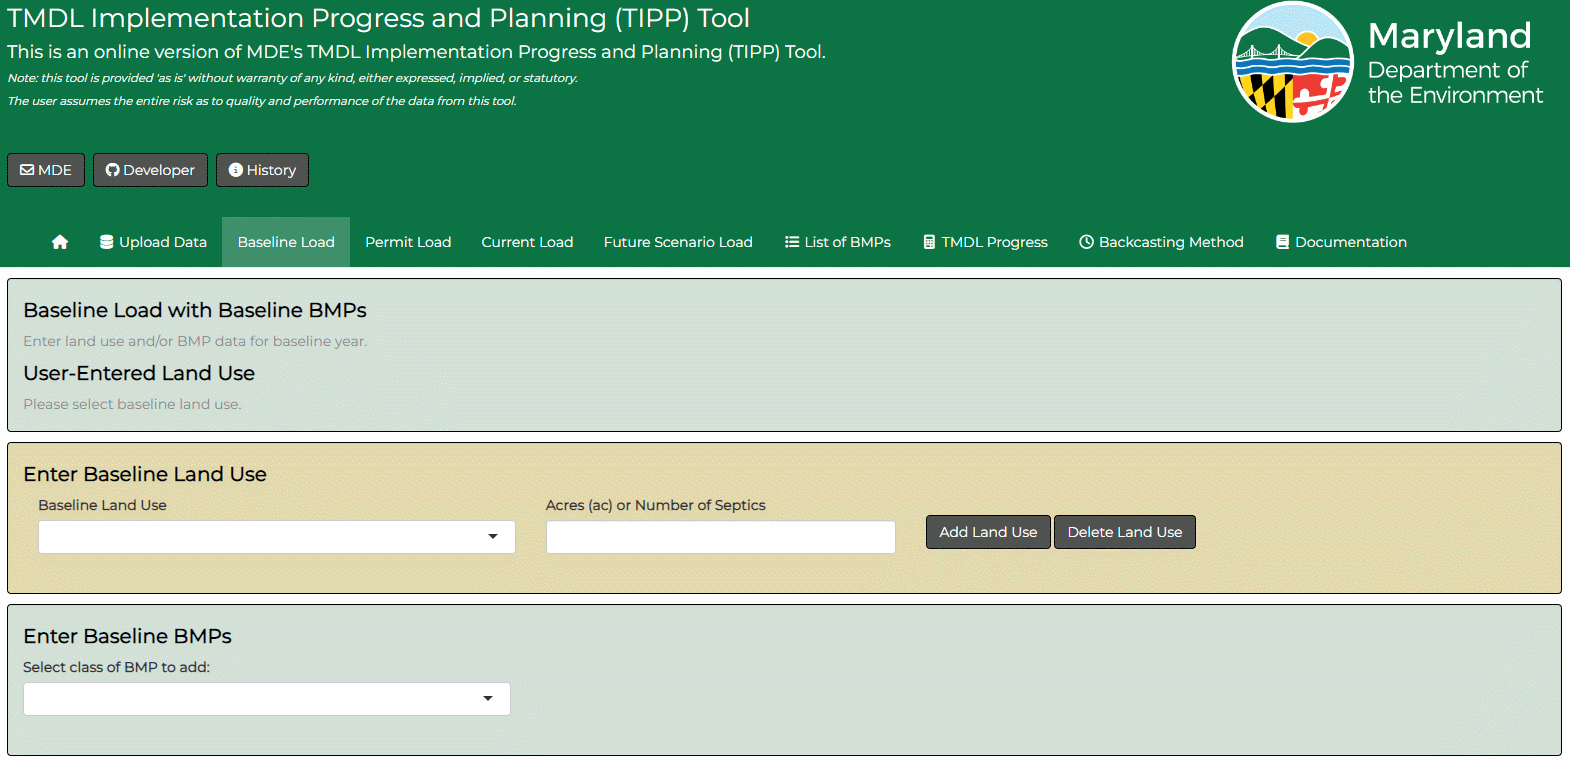 TMDL Implementation Progress and Planning (TIPP) Tool
This is an online version of MDE's TMDL Implementation Progress and Planning (TIPP) Tool.
Note: this tool is provided 'as is' without warranty of any kind, either expressed, implied, or statutory.
The user assumes the entire risk as to quality and performance of the data from this tool.
Maryland
Department of
the Environment
MDE Developer History
Upload Data Baseline Load Permit Load Current Load Future Scenario Load List of BMPs TMDL Progress Backcasting Method Documentation
Baseline Load with Baseline BMPs
Enter land use and/or BMP data for baseline year.
User-Entered Land Use
Please select baseline land use.
Enter Baseline Land Use
Baseline Land Use Acres (ac) or Number of Septics
Add Land Use Delete Land Use
Enter Baseline BMPs
Select class of BMP to add: